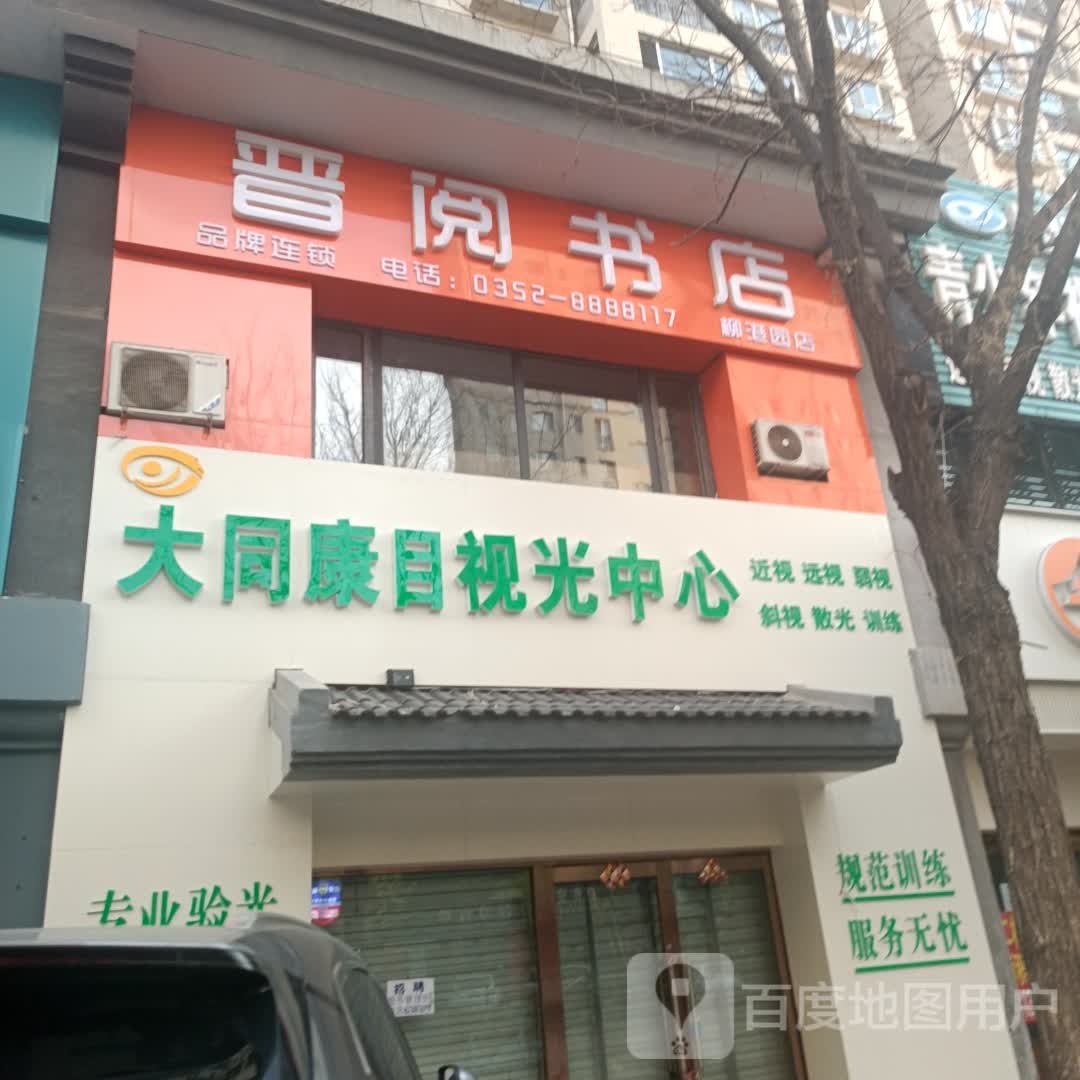 晋阅书店
品牌连锁 电话：0352-8888117 柳港园店
大同康目视光中心
近视 远视 弱视
斜视 散光 训练
专业验光
规范训练
服务无忧
招聘
百度地图用户